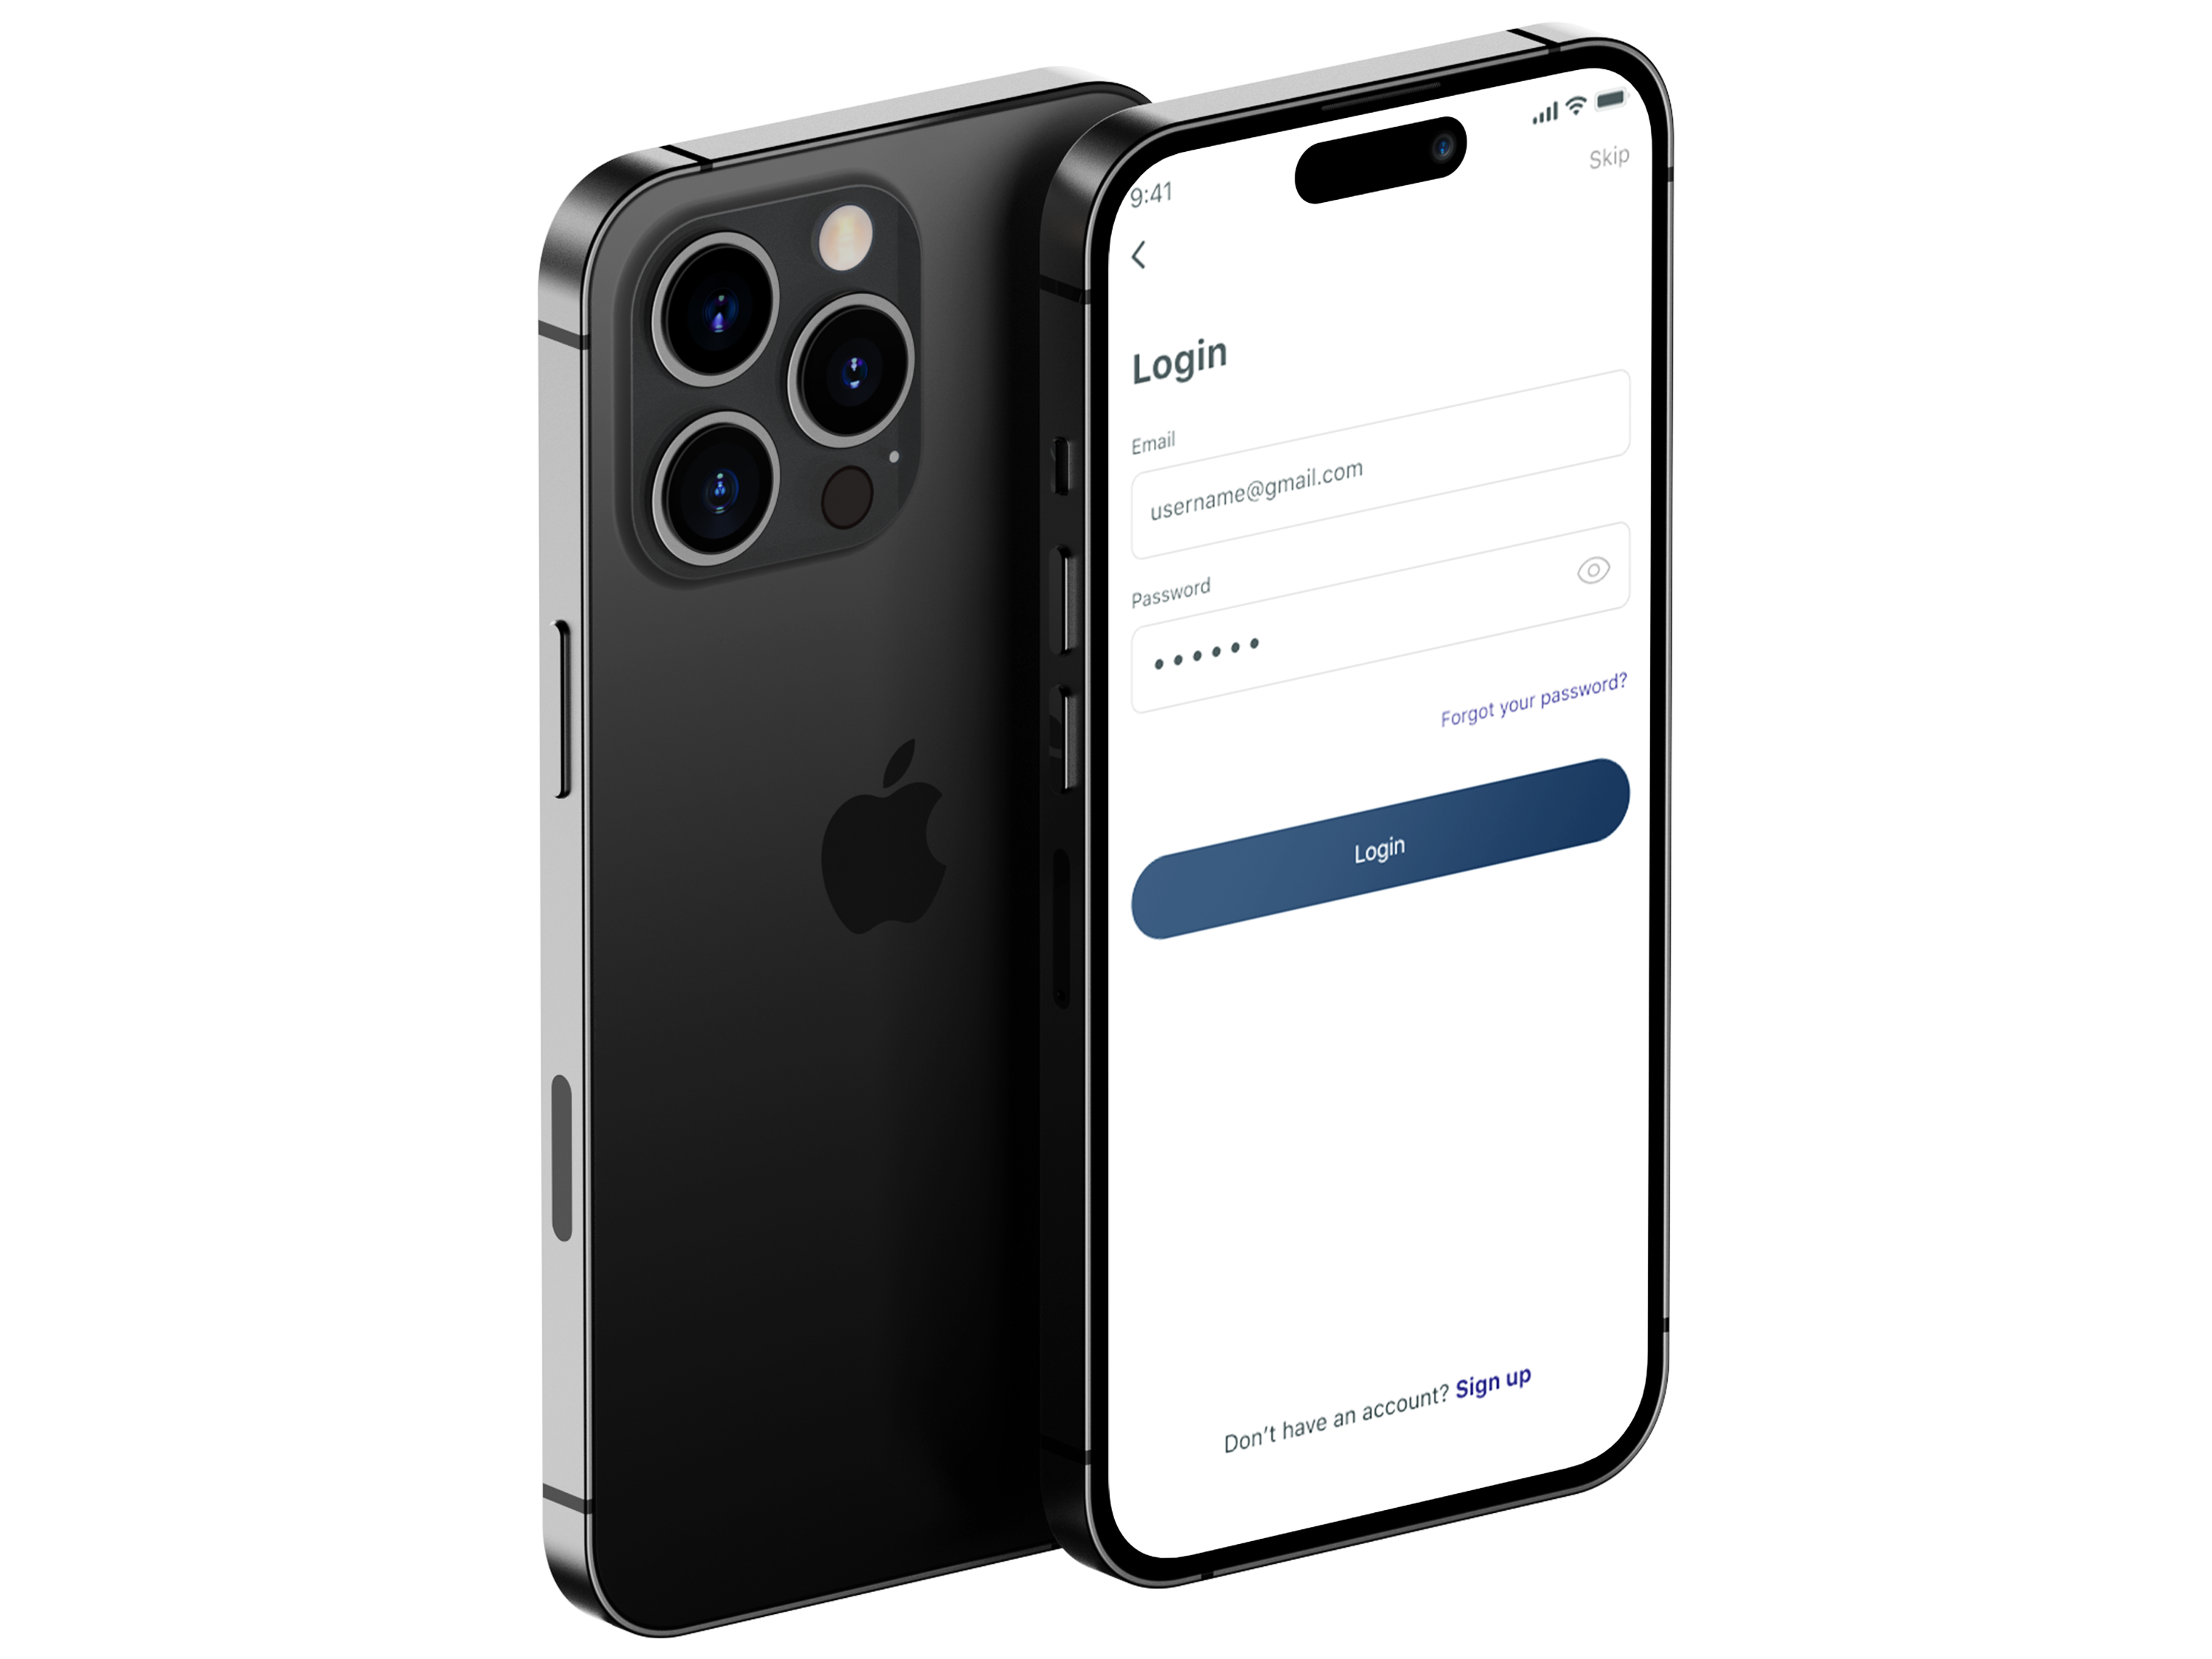 9:41
Skip
Login
Email
username@gmail.com
Password
••••••
Forgot your password?
Login
Don’t have an account? Sign up